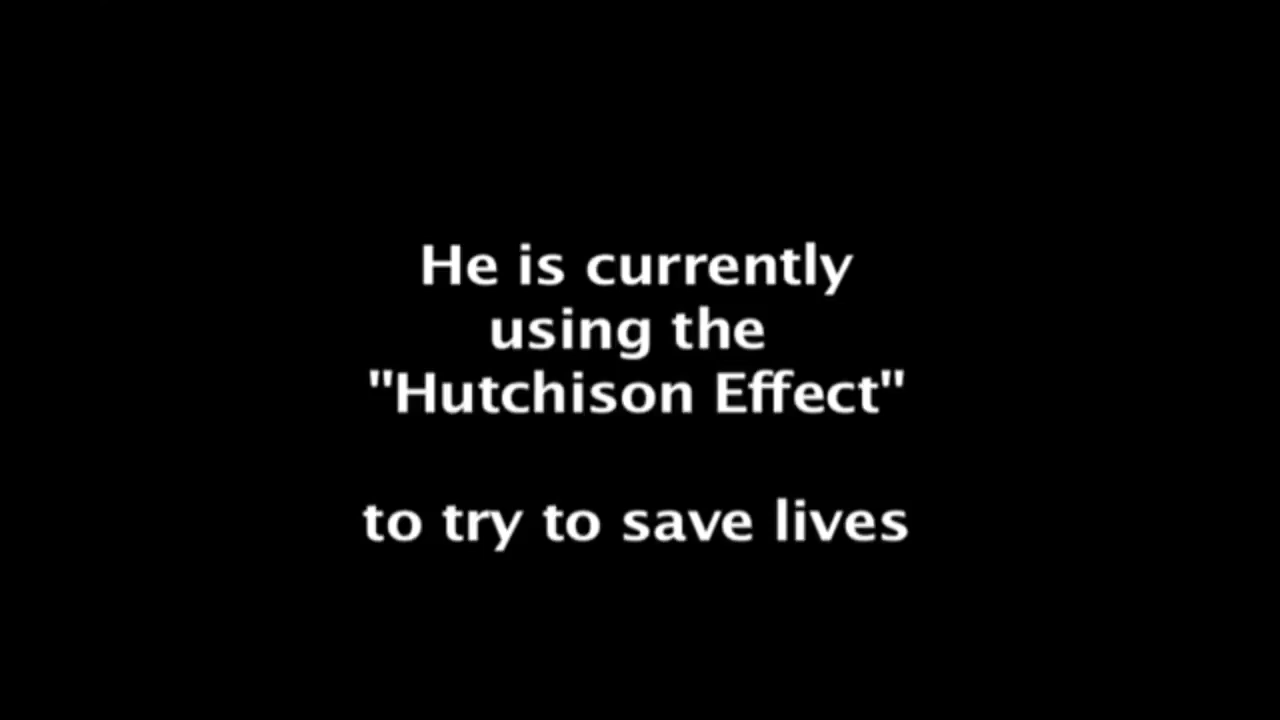 He is currently
using the
"Hutchison Effect"
to try to save lives